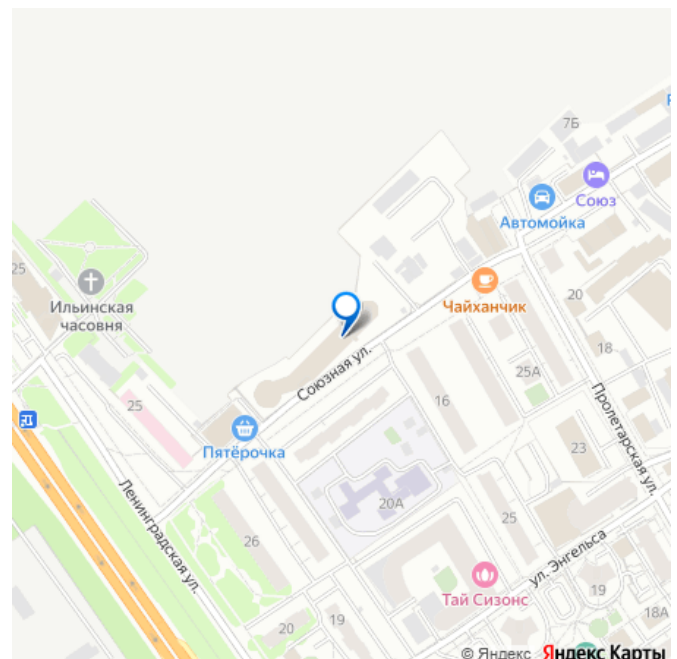 7Б
Союз
Автомойка
25
Ильинская
часовня
Чайханчик
20
18
Союзная ул.
25А
16
25
Пятёрочка
Пролетарская ул.
23
20А
25
Ленинградская ул.
26
ул. Энгельса
Тай Сизонс
19
18А
19
20
© Яндекс Яндекс Карты